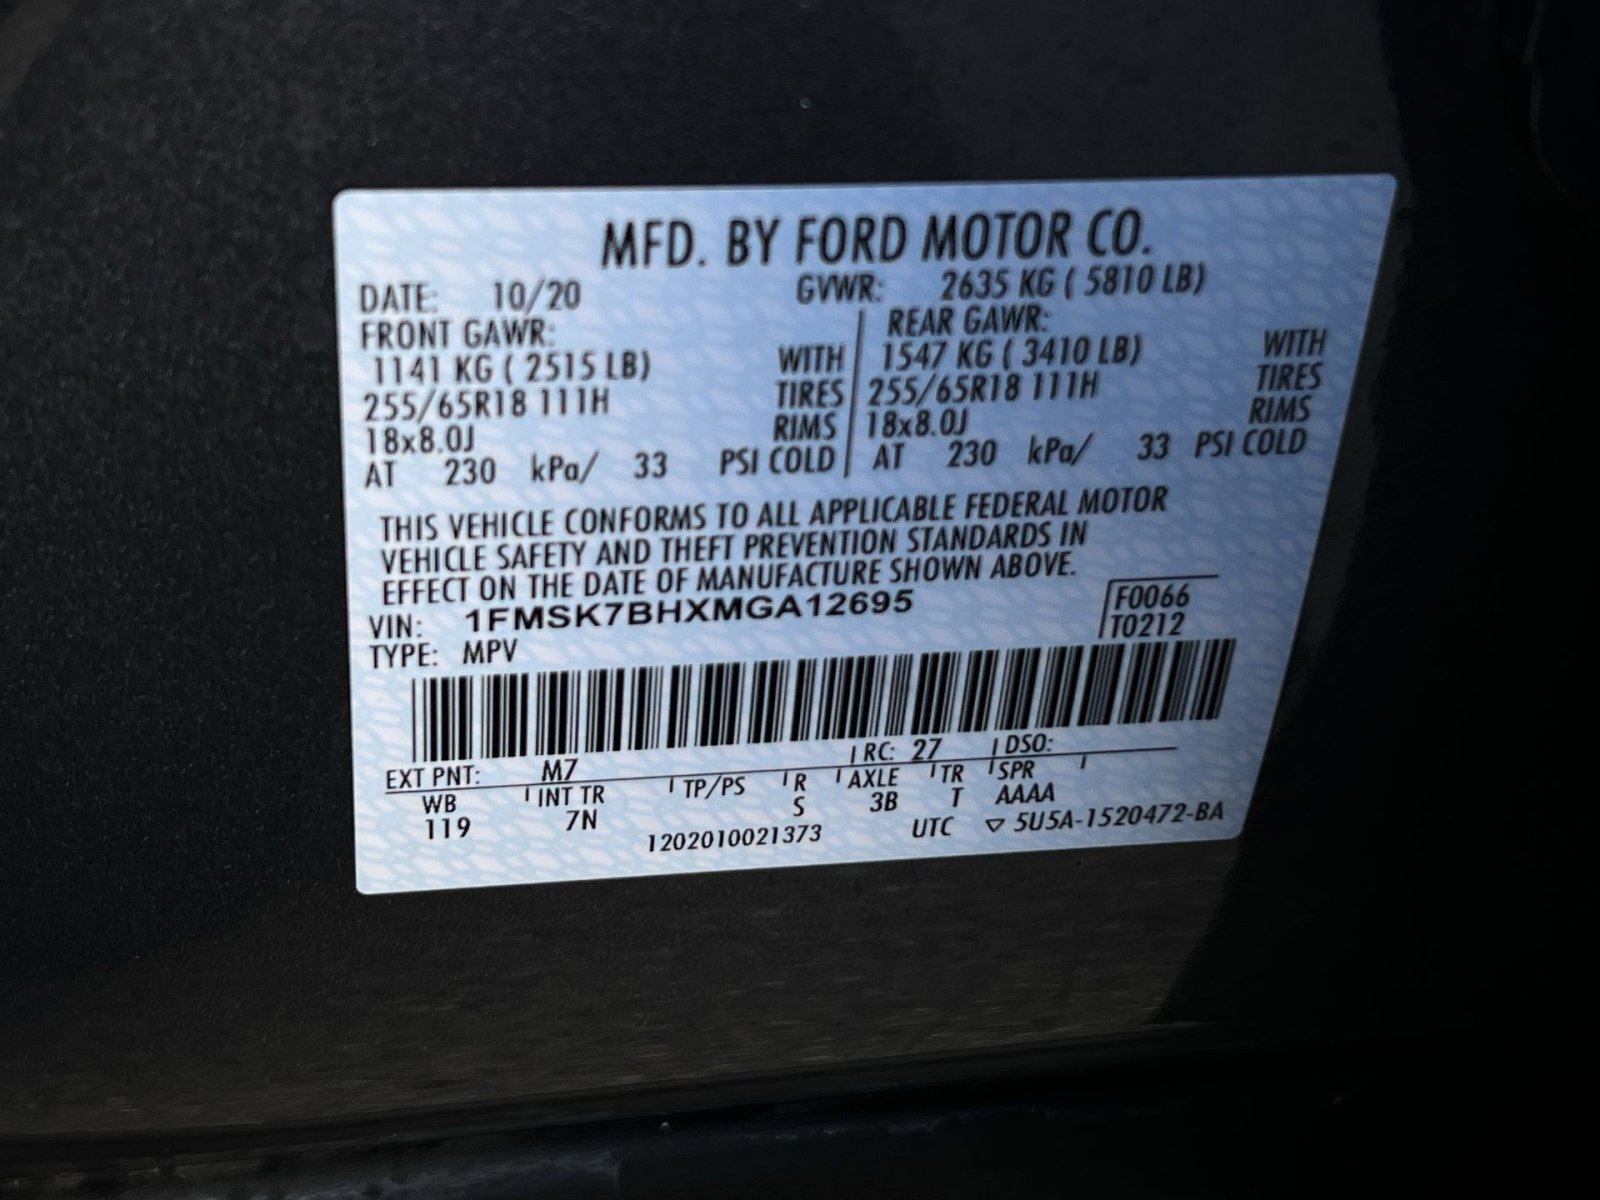 MFD. BY FORD MOTOR CO.
DATE: 10/20 GVWR: 2635 KG ( 5810 LB)
FRONT GAWR: REAR GAWR:
1141 KG ( 2515 LB) WITH 1547 KG ( 3410 LB) WITH
255/65R18 111H TIRES 255/65R18 111H TIRES
18x8.0J RIMS 18x8.0J RIMS
AT 230 kPa/ 33 PSI COLD AT 230 kPa/ 33 PSI COLD
THIS VEHICLE CONFORMS TO ALL APPLICABLE FEDERAL MOTOR
VEHICLE SAFETY AND THEFT PREVENTION STANDARDS IN
EFFECT ON THE DATE OF MANUFACTURE SHOWN ABOVE.
VIN: 1FMSK7BHXMGA12695 F0066
TYPE: MPV T0212
EXT PNT: M7 RC: 27 DSO:
WB INT TR TP/PS R AXLE TR SPR
119 7N S 3B T AAAA
1202010021373 UTC ▽ 5U5A-1520472-BA